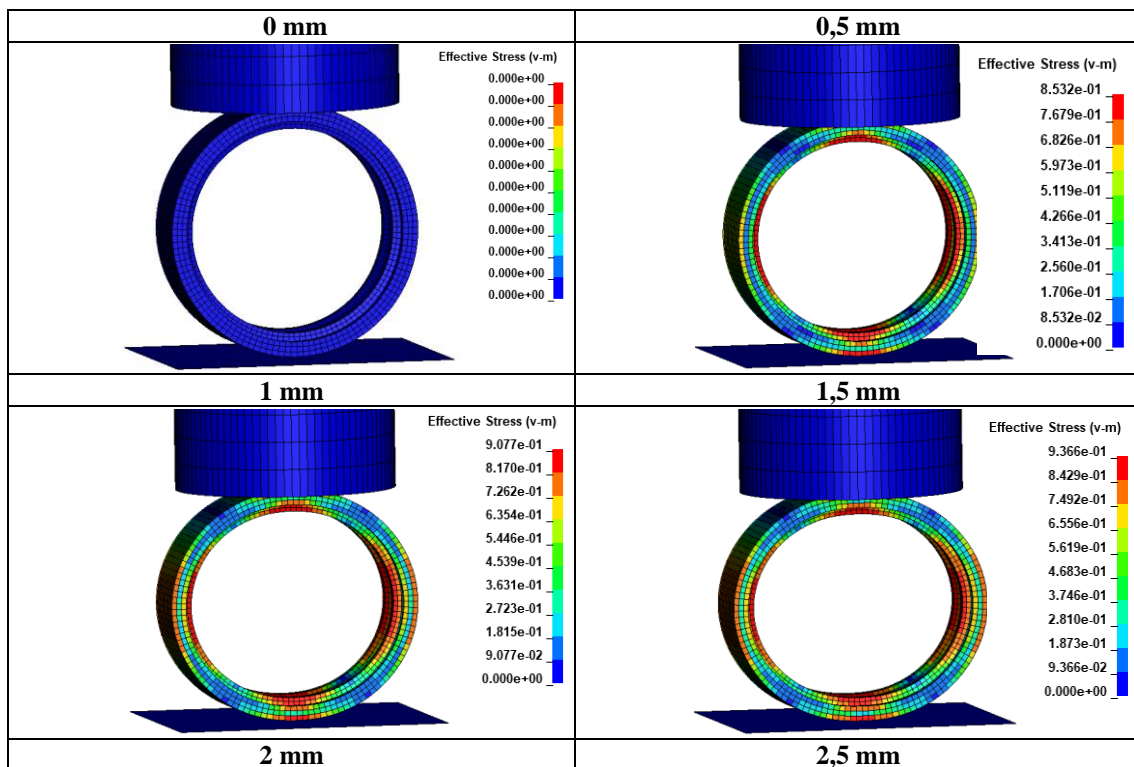 0 mm
0,5 mm
Effective Stress (v-m)
0.000e+00
0.000e+00
0.000e+00
0.000e+00
0.000e+00
0.000e+00
0.000e+00
0.000e+00
0.000e+00
0.000e+00
0.000e+00
Effective Stress (v-m)
8.532e-01
7.679e-01
6.826e-01
5.973e-01
5.119e-01
4.266e-01
3.413e-01
2.560e-01
1.706e-01
8.532e-02
0.000e+00
1 mm
1,5 mm
Effective Stress (v-m)
9.077e-01
8.170e-01
7.262e-01
6.354e-01
5.446e-01
4.539e-01
3.631e-01
2.723e-01
1.815e-01
9.077e-02
0.000e+00
Effective Stress (v-m)
9.366e-01
8.429e-01
7.492e-01
6.556e-01
5.619e-01
4.683e-01
3.746e-01
2.810e-01
1.873e-01
9.366e-02
0.000e+00
2 mm
2,5 mm